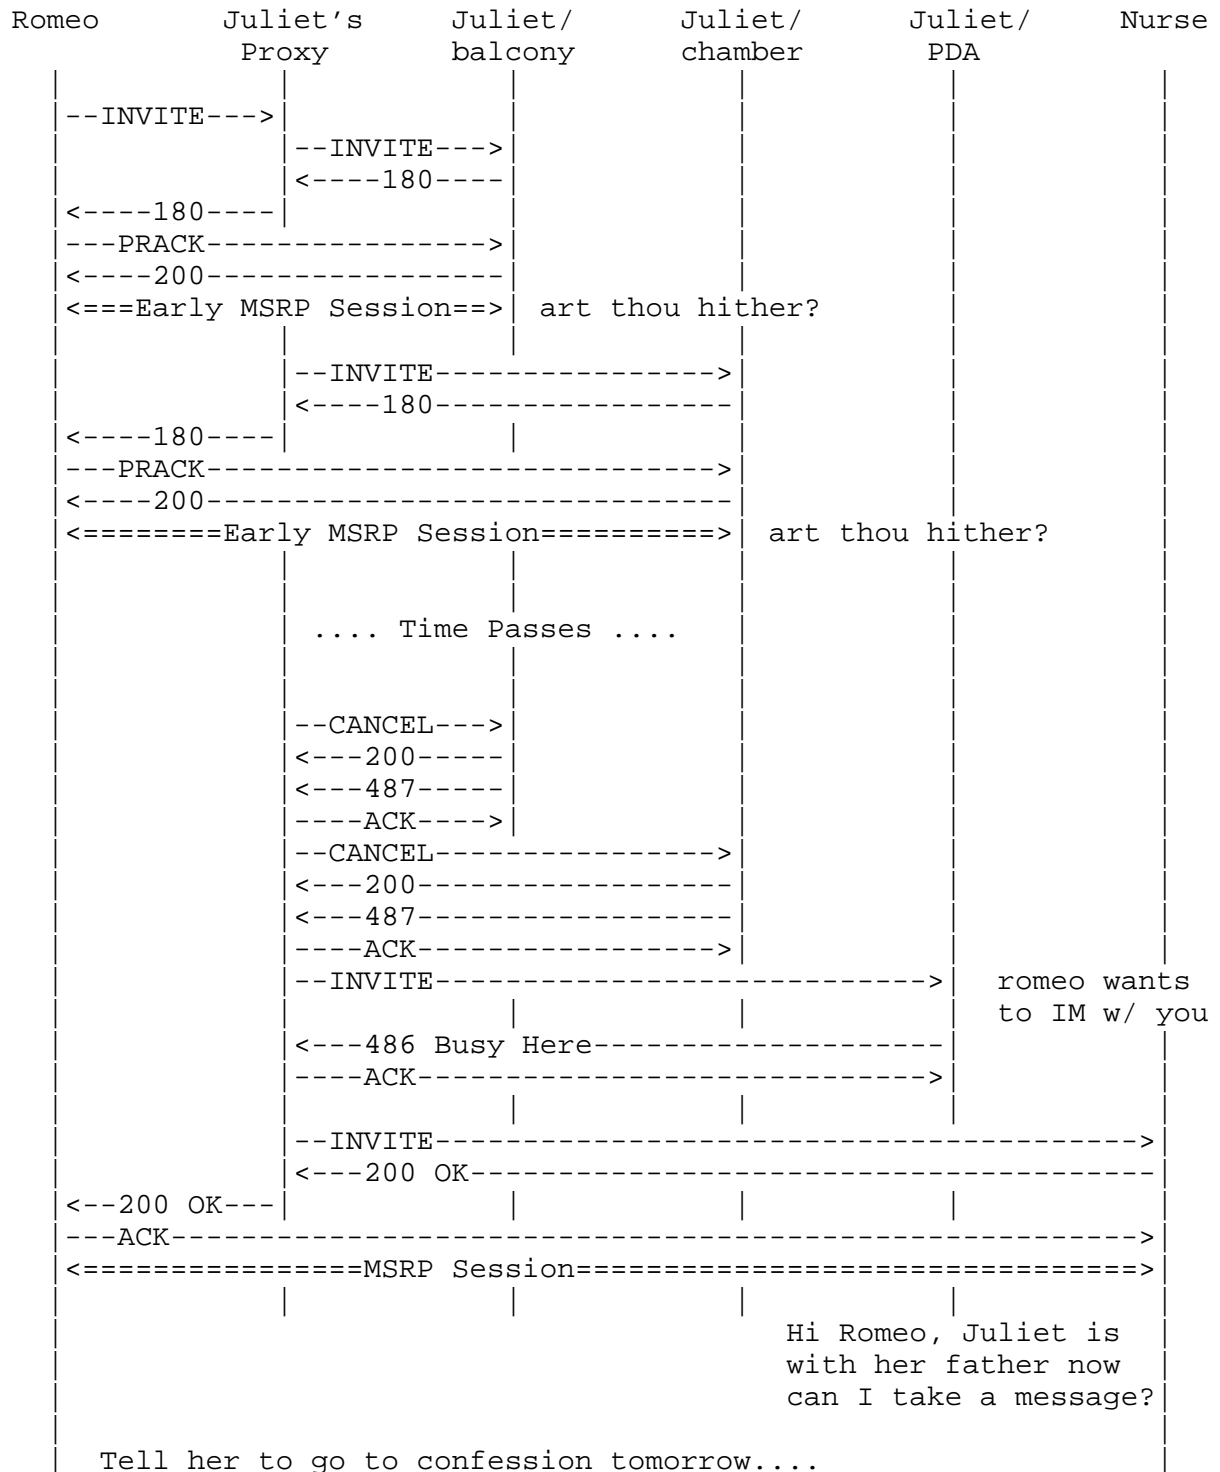 Romeo        Juliet's      Juliet/       Juliet/       Juliet/      Nurse
              Proxy        balcony       chamber         PDA
   |             |             |             |            |            |
   |--INVITE--->|             |             |            |            |
   |             |--INVITE--->|             |            |            |
   |             |<----180----|             |            |            |
   |<----180----|             |             |            |            |
   |---PRACK---------------->|             |            |            |
   |<----200-----------------|             |            |            |
   |<===Early MSRP Session==>| art thou hither?         |            |
   |             |             |             |            |            |
   |             |--INVITE---------------->|            |            |
   |             |<----180-----------------|            |            |
   |<----180----|             |             |            |            |
   |---PRACK----------------------------->|            |            |
   |<----200------------------------------|            |            |
   |<========Early MSRP Session==========>| art thou hither?        |
   |             |             |             |            |            |
   |             |             |             |            |            |
   |             | .... Time Passes ....    |            |            |
   |             |             |             |            |            |
   |             |             |             |            |            |
   |             |--CANCEL--->|             |            |            |
   |             |<---200-----|             |            |            |
   |             |<---487-----|             |            |            |
   |             |----ACK---->|             |            |            |
   |             |--CANCEL---------------->|            |            |
   |             |<---200------------------|            |            |
   |             |<---487------------------|            |            |
   |             |----ACK----------------->|            |            |
   |             |--INVITE---------------------------->|  romeo wants
   |             |             |             |            |  to IM w/ you
   |             |<---486 Busy Here--------------------|            |
   |             |----ACK----------------------------->|            |
   |             |             |             |            |            |
   |             |--INVITE---------------------------------------->|
   |             |<---200 OK---------------------------------------|
   |<--200 OK---|             |             |            |            |
   |---ACK------------------------------------------------------->|
   |<================MSRP Session================================>|
   |             |             |             |            |            |
   |                                         Hi Romeo, Juliet is  |
   |                                         with her father now  |
   |                                         can I take a message?|
   |                                                              |
   |  Tell her to go to confession tomorrow....                   |